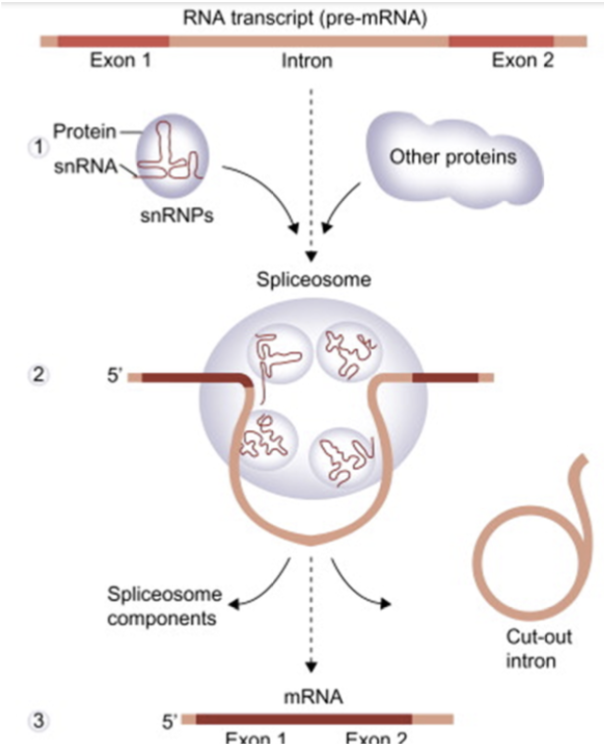 RNA transcript (pre-mRNA)
Exon 1 Intron Exon 2
1
Protein
snRNA
snRNPs
Other proteins
Spliceosome
2
5'
Spliceosome
components
Cut-out
intron
mRNA
3
5'
Exon 1 Exon 2